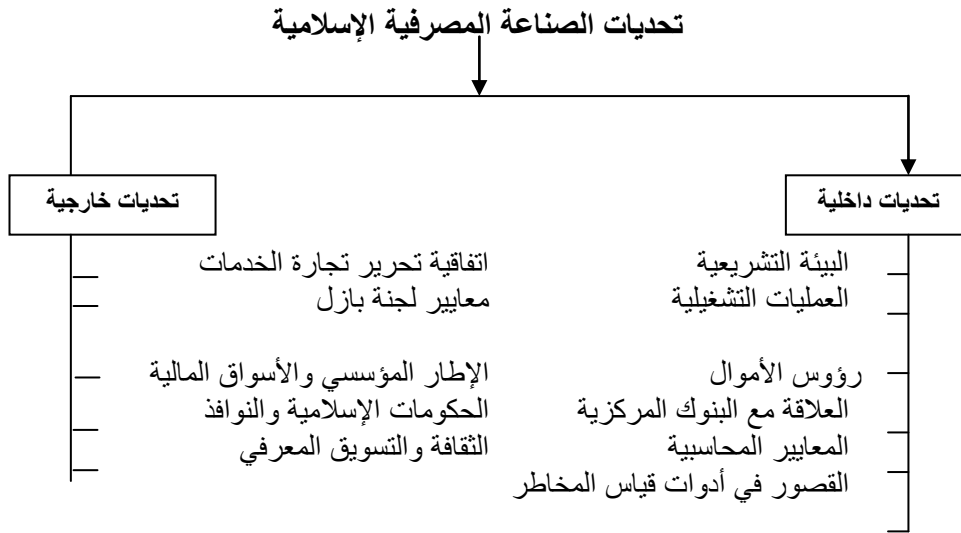 تحديات الصناعة المصرفية الإسلامية
تحديات داخلية
البيئة التشريعية
العمليات التشغيلية
رؤوس الأموال
العلاقة مع البنوك المركزية
المعايير المحاسبية
القصور في أدوات قياس المخاطر
تحديات خارجية
اتفاقية تحرير تجارة الخدمات
معايير لجنة بازل
الإطار المؤسسي والأسواق المالية
الحكومات الإسلامية والنوافذ
الثقافة والتسويق المعرفي